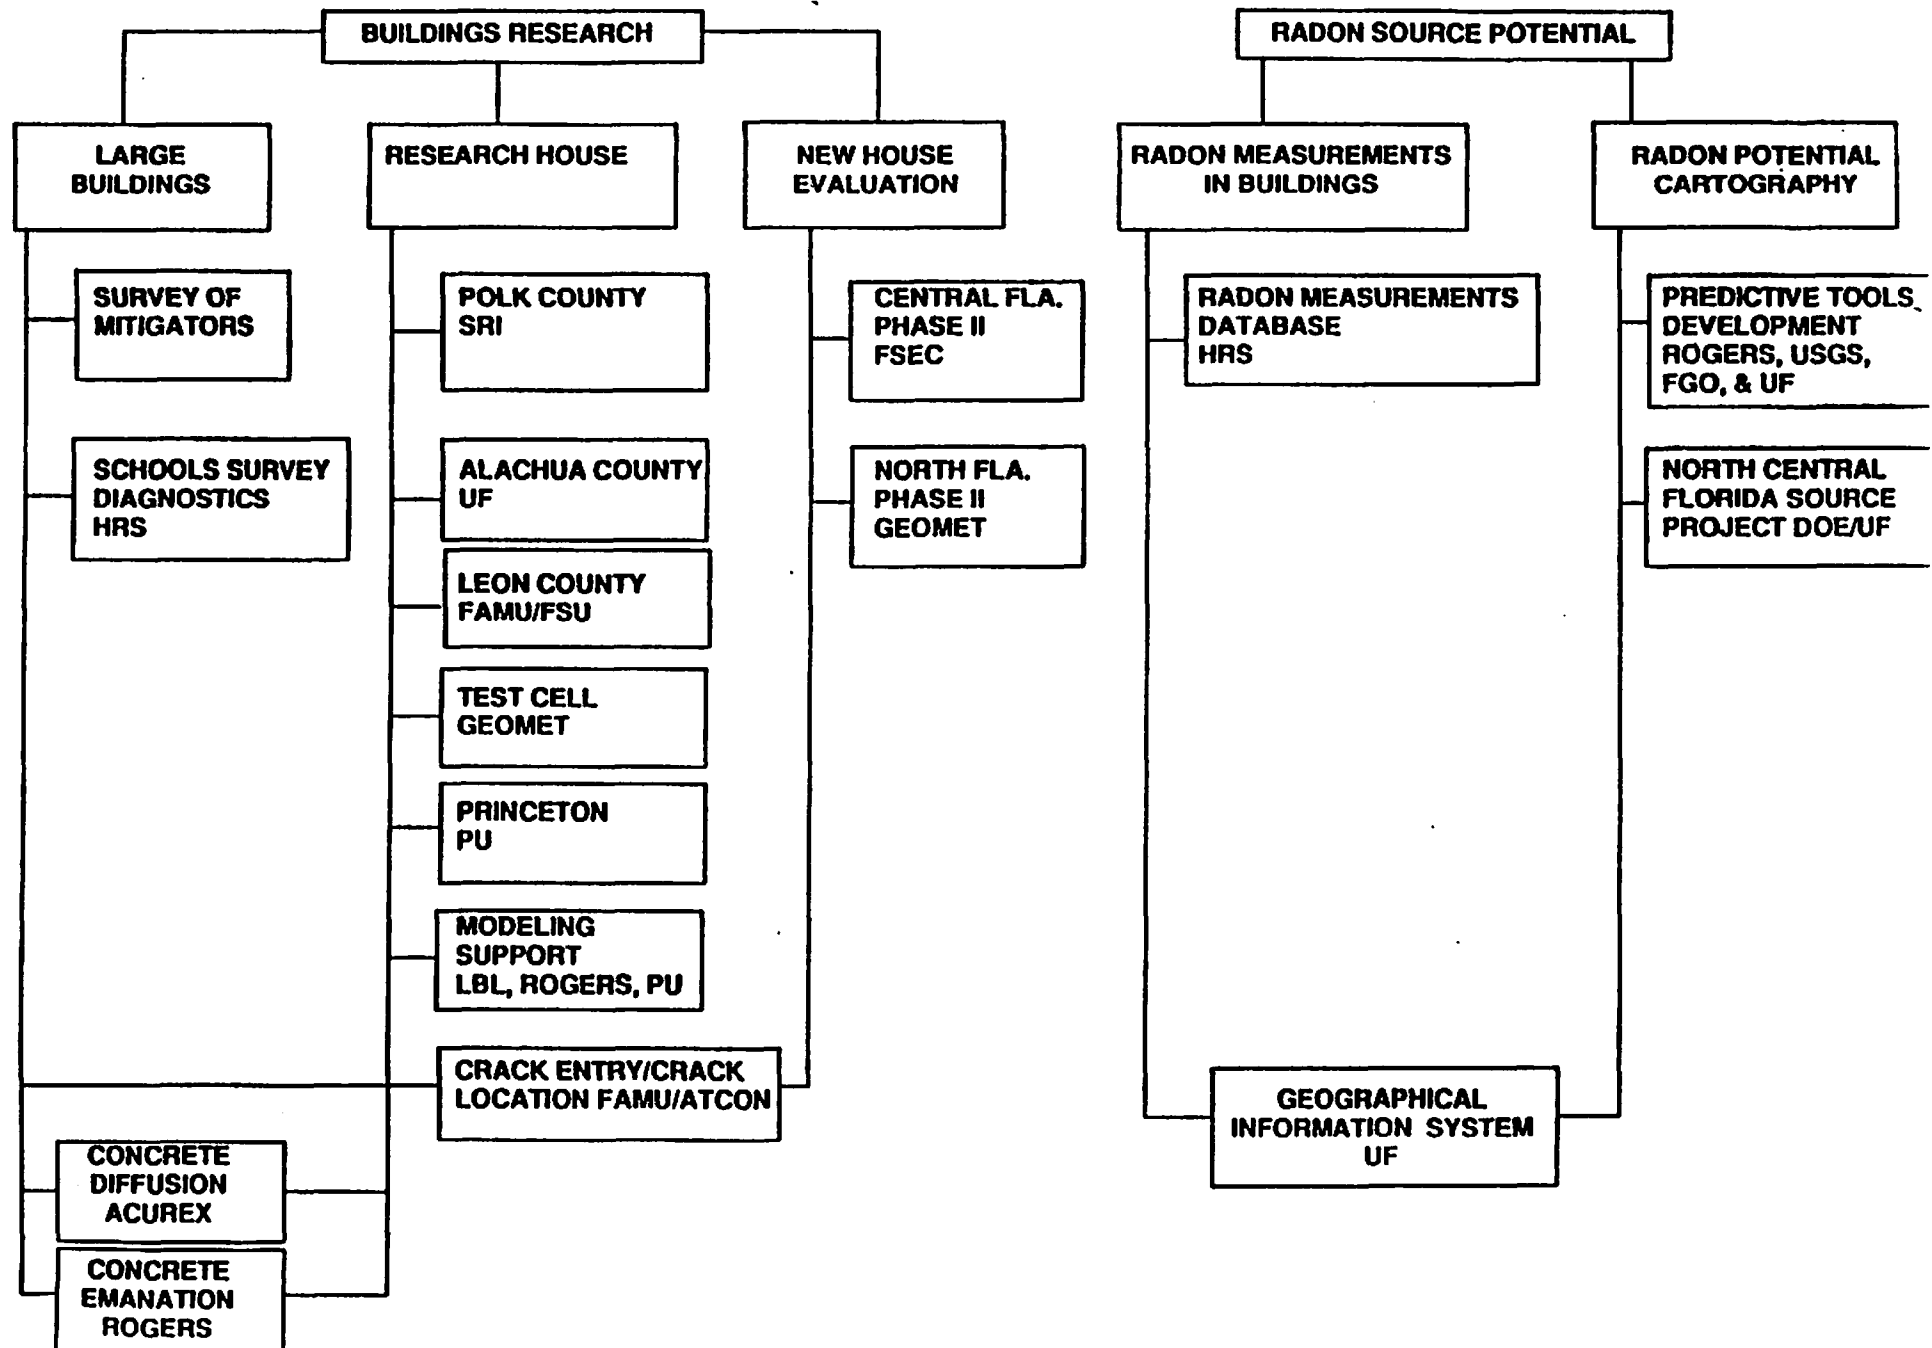 BUILDINGS RESEARCH
LARGE
BUILDINGS
SURVEY OF
MITIGATORS
SCHOOLS SURVEY
DIAGNOSTICS
HRS
RESEARCH HOUSE
POLK COUNTY
SRI
ALACHUA COUNTY
UF
LEON COUNTY
FAMU/FSU
TEST CELL
GEOMET
PRINCETON
PU
MODELING
SUPPORT
LBL, ROGERS, PU
NEW HOUSE
EVALUATION
CENTRAL FLA.
PHASE II
FSEC
NORTH FLA.
PHASE II
GEOMET
CRACK ENTRY/CRACK
LOCATION FAMU/ATCON
CONCRETE
DIFFUSION
ACUREX
CONCRETE
EMANATION
ROGERS
RADON SOURCE POTENTIAL
RADON MEASUREMENTS
IN BUILDINGS
RADON MEASUREMENTS
DATABASE
HRS
RADON POTENTIAL
CARTOGRAPHY
PREDICTIVE TOOLS
DEVELOPMENT
ROGERS, USGS,
FGO, & UF
NORTH CENTRAL
FLORIDA SOURCE
PROJECT DOE/UF
GEOGRAPHICAL
INFORMATION SYSTEM
UF